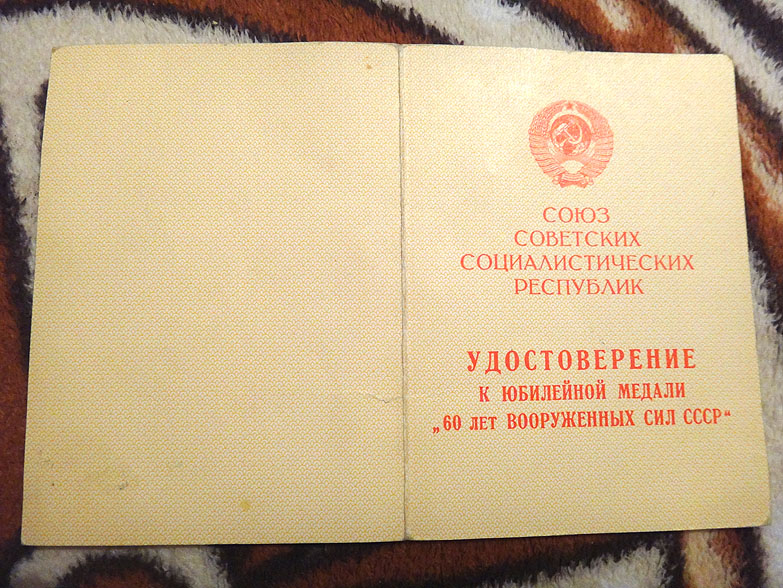 СОЮЗ
СОВЕТСКИХ
СОЦИАЛИСТИЧЕСКИХ
РЕСПУБЛИК
УДОСТОВЕРЕНИЕ
К ЮБИЛЕЙНОЙ МЕДАЛИ
„60 лет ВООРУЖЕННЫХ СИЛ СССР“